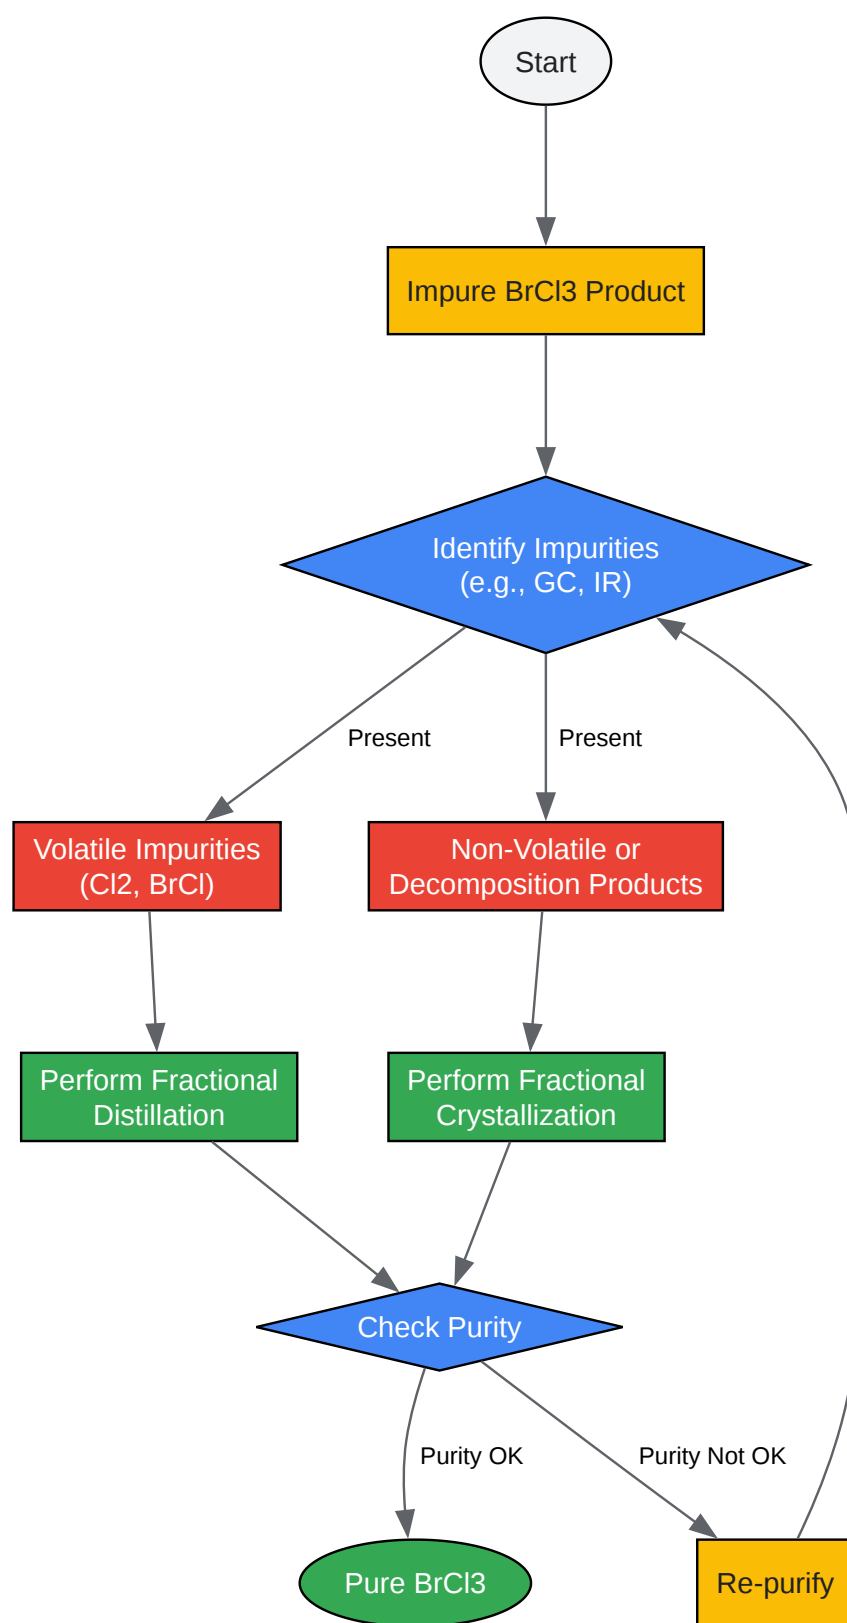 Start
Impure BrCl3 Product
Identify Impurities
(e.g., GC, IR)
Present
Present
Volatile Impurities
(Cl2, BrCl)
Non-Volatile or
Decomposition Products
Perform Fractional
Distillation
Perform Fractional
Crystallization
Check Purity
Purity OK
Purity Not OK
Pure BrCl3
Re-purify